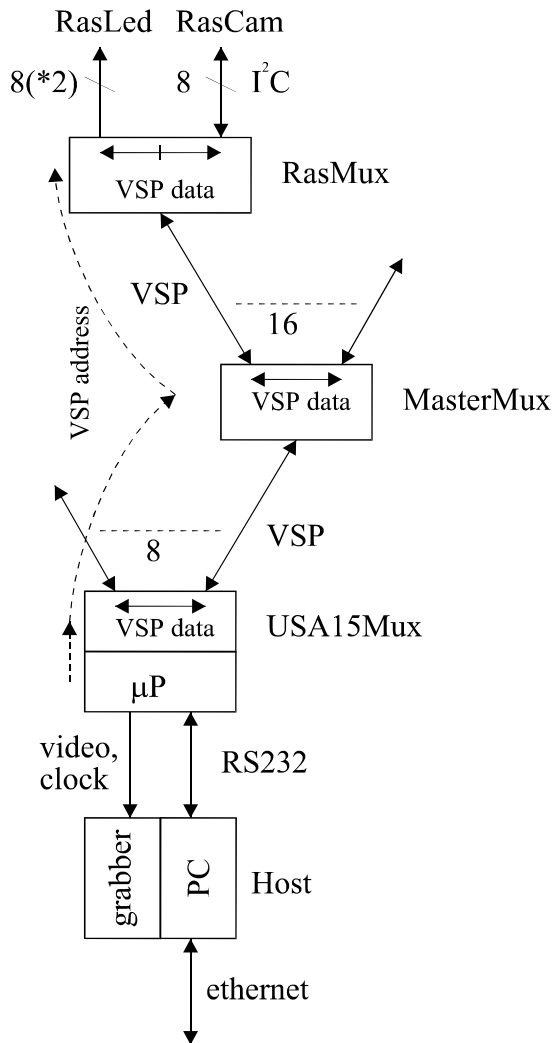 RasLed RasCam
8(*2) 8 I²C
VSP data
RasMux
VSP
16
VSP address
VSP data
MasterMux
8
VSP
VSP data
USA15Mux
µP
video,
clock
RS232
grabber
PC
Host
ethernet